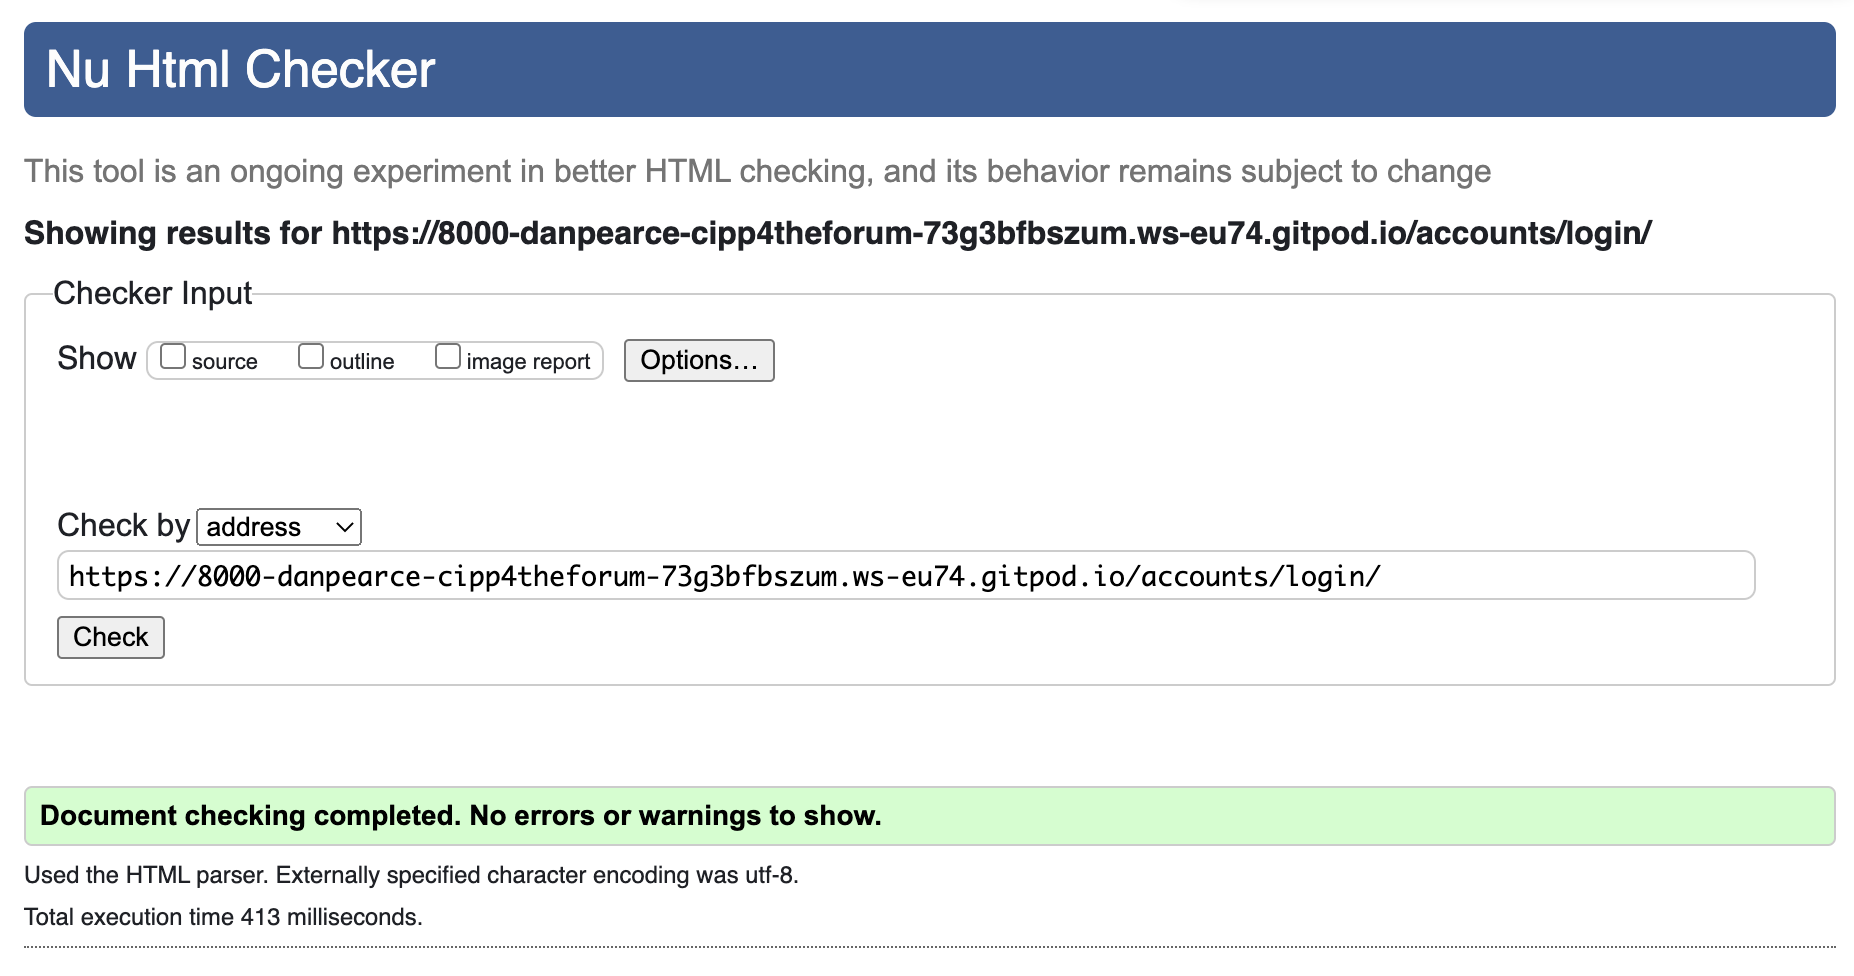 Nu Html Checker
This tool is an ongoing experiment in better HTML checking, and its behavior remains subject to change
Showing results for https://8000-danpearce-cipp4theforum-73g3bfbszum.ws-eu74.gitpod.io/accounts/login/
Checker Input
Show source outline image report Options...
Check by address
https://8000-danpearce-cipp4theforum-73g3bfbszum.ws-eu74.gitpod.io/accounts/login/
Check
Document checking completed. No errors or warnings to show.
Used the HTML parser. Externally specified character encoding was utf-8.
Total execution time 413 milliseconds.